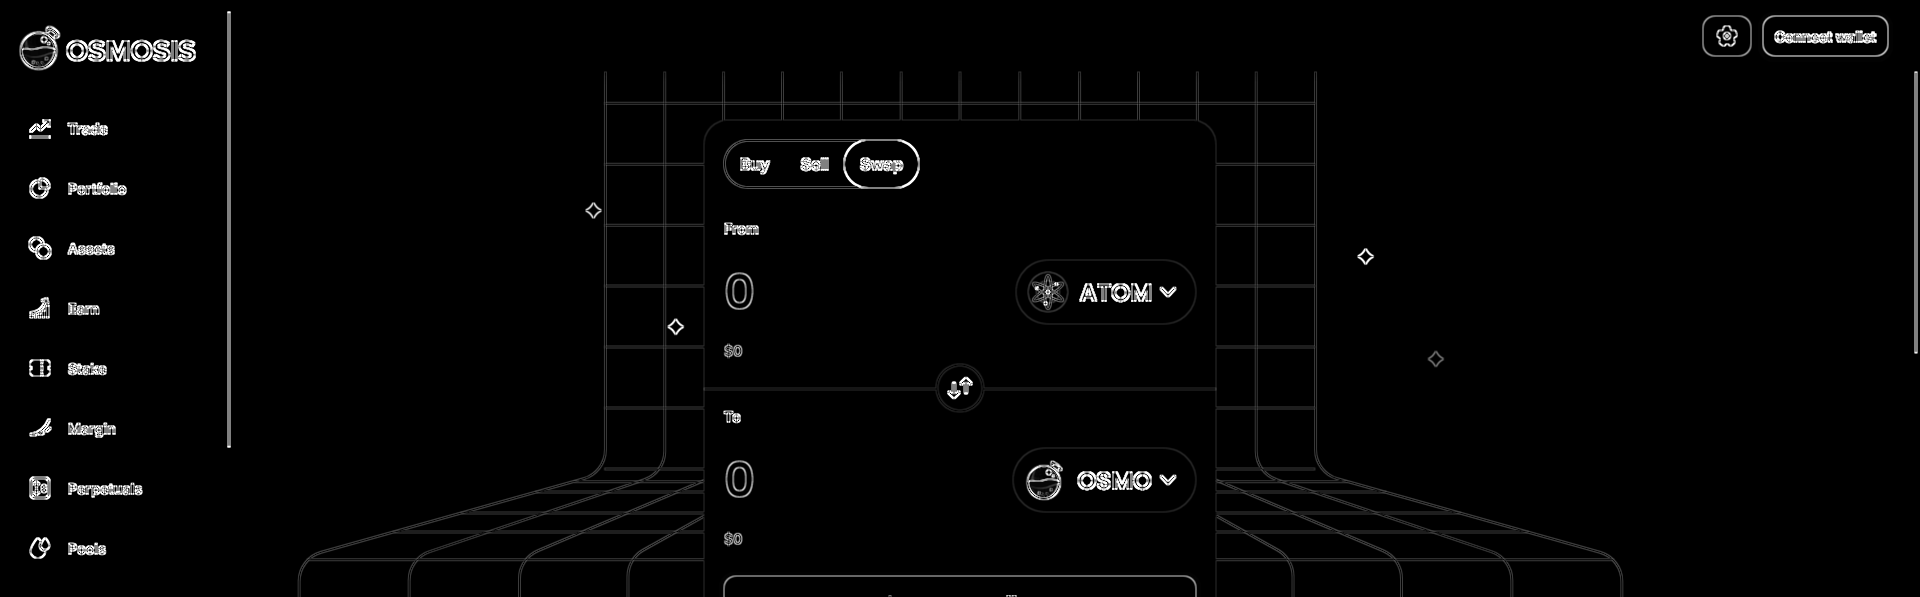 OSMOSIS
Connect wallet
Trade
Portfolio
Assets
Earn
Stake
Margin
Perpetuals
Pools
Buy Sell Swap
From
0 ATOM
$0
To
0 OSMO
$0